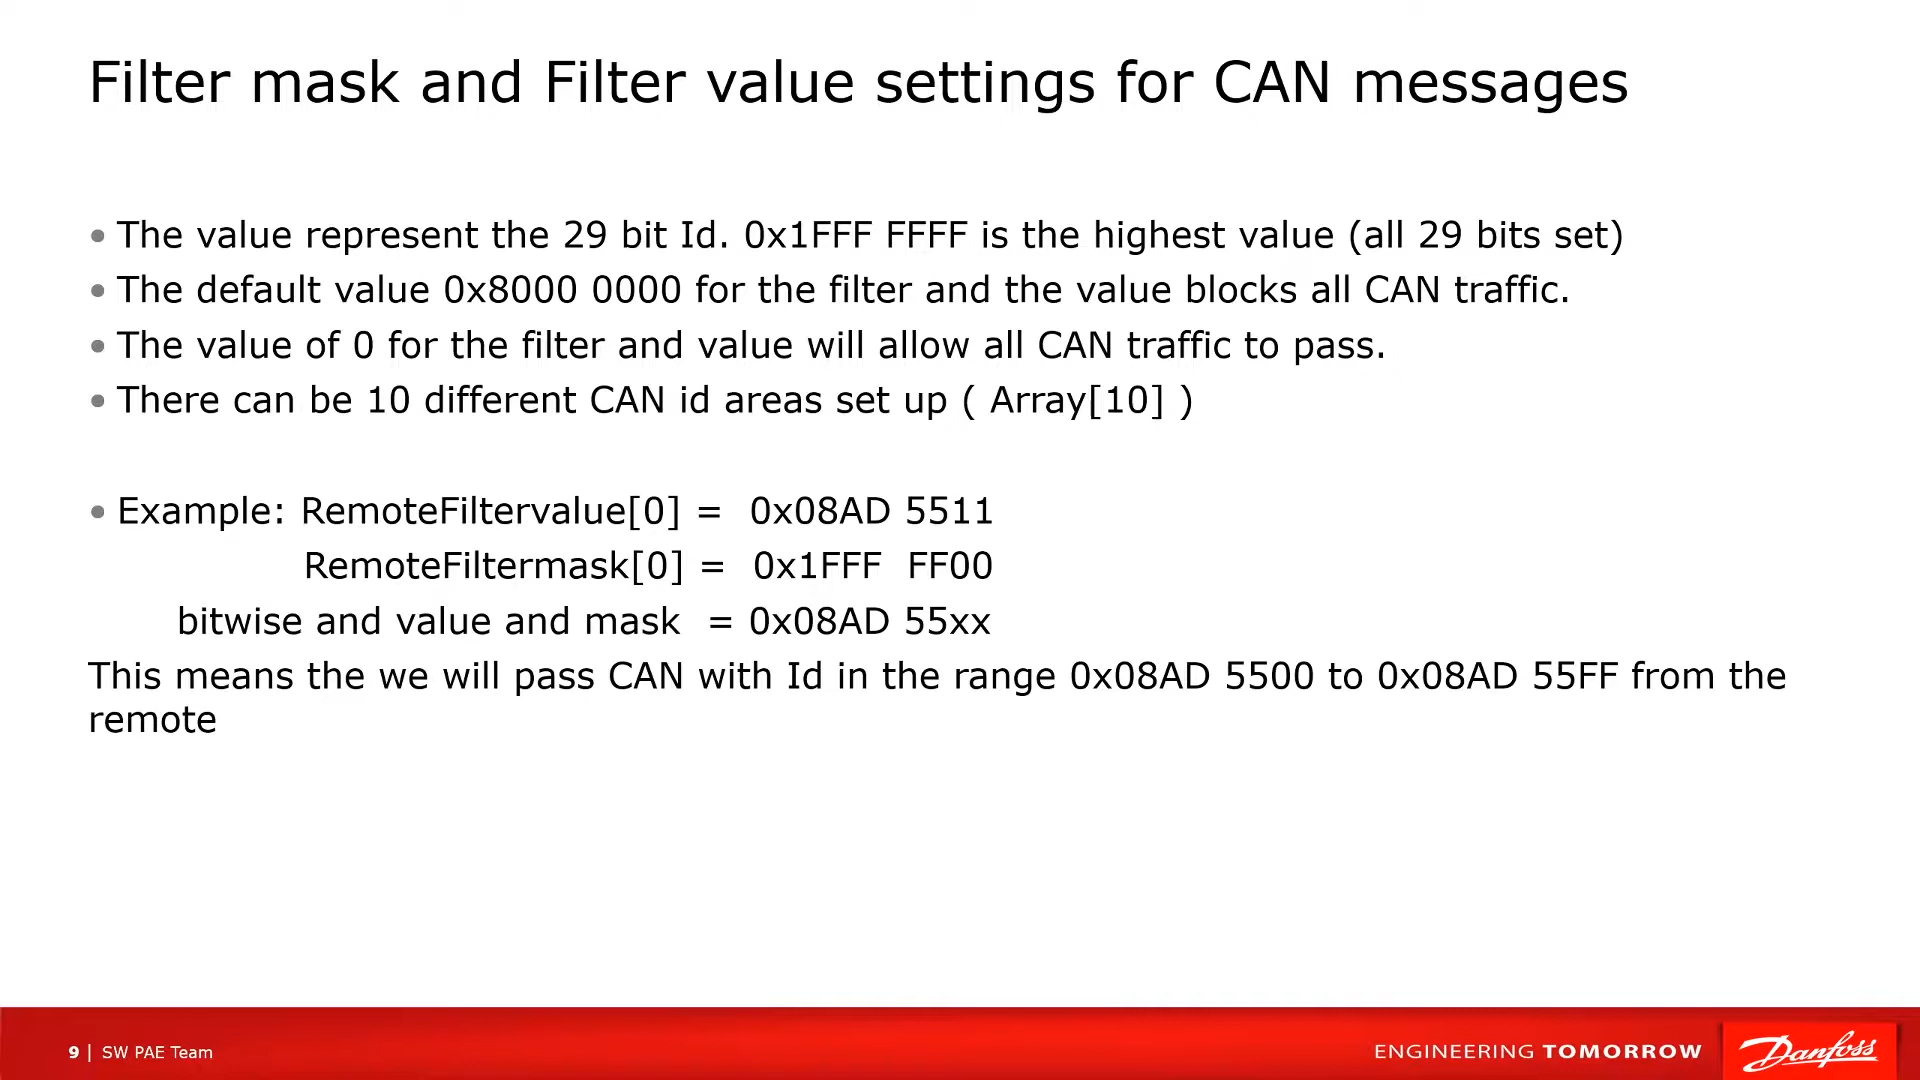 Filter mask and Filter value settings for CAN messages
• The value represent the 29 bit Id. 0x1FFF FFFF is the highest value (all 29 bits set)
• The default value 0x8000 0000 for the filter and the value blocks all CAN traffic.
• The value of 0 for the filter and value will allow all CAN traffic to pass.
• There can be 10 different CAN id areas set up ( Array[10] )
• Example: RemoteFiltervalue[0] = 0x08AD 5511
RemoteFiltermask[0] = 0x1FFF FF00
bitwise and value and mask = 0x08AD 55xx
This means the we will pass CAN with Id in the range 0x08AD 5500 to 0x08AD 55FF from the
remote
9 | SW PAE Team
ENGINEERING TOMORROW
Danfoss